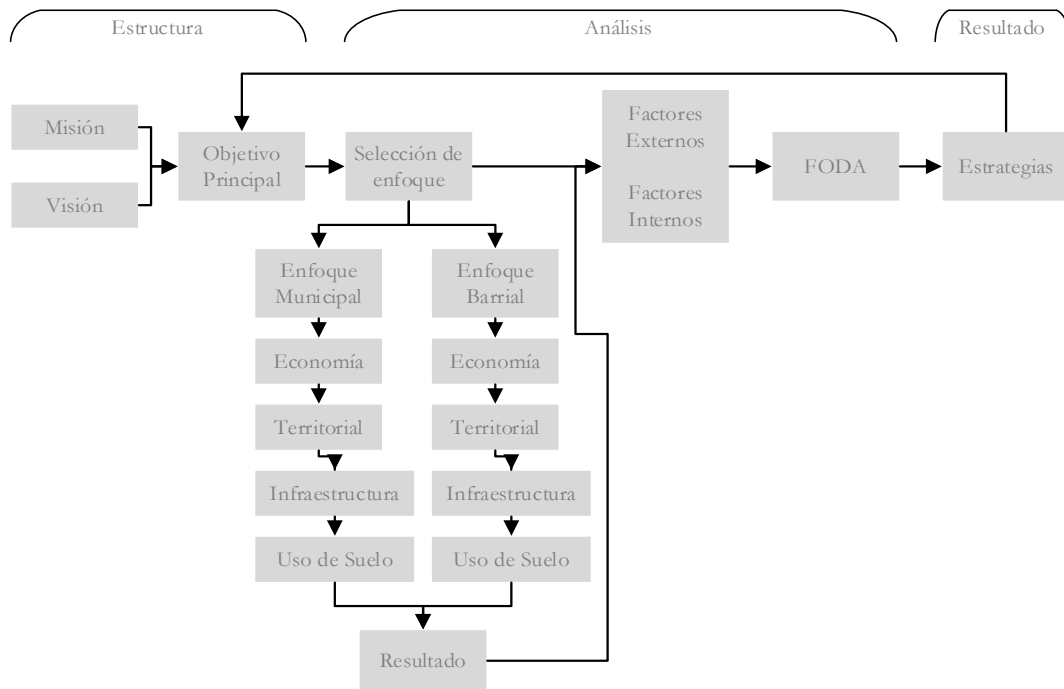 Estructura
Análisis
Resultado
Misión
Visión
Objetivo
Principal
Selección de
enfoque
Factores
Externos
Factores
Internos
FODA
Estrategias
Enfoque
Municipal
Economía
Territorial
Infraestructura
Uso de Suelo
Enfoque
Barrial
Economía
Territorial
Infraestructura
Uso de Suelo
Resultado